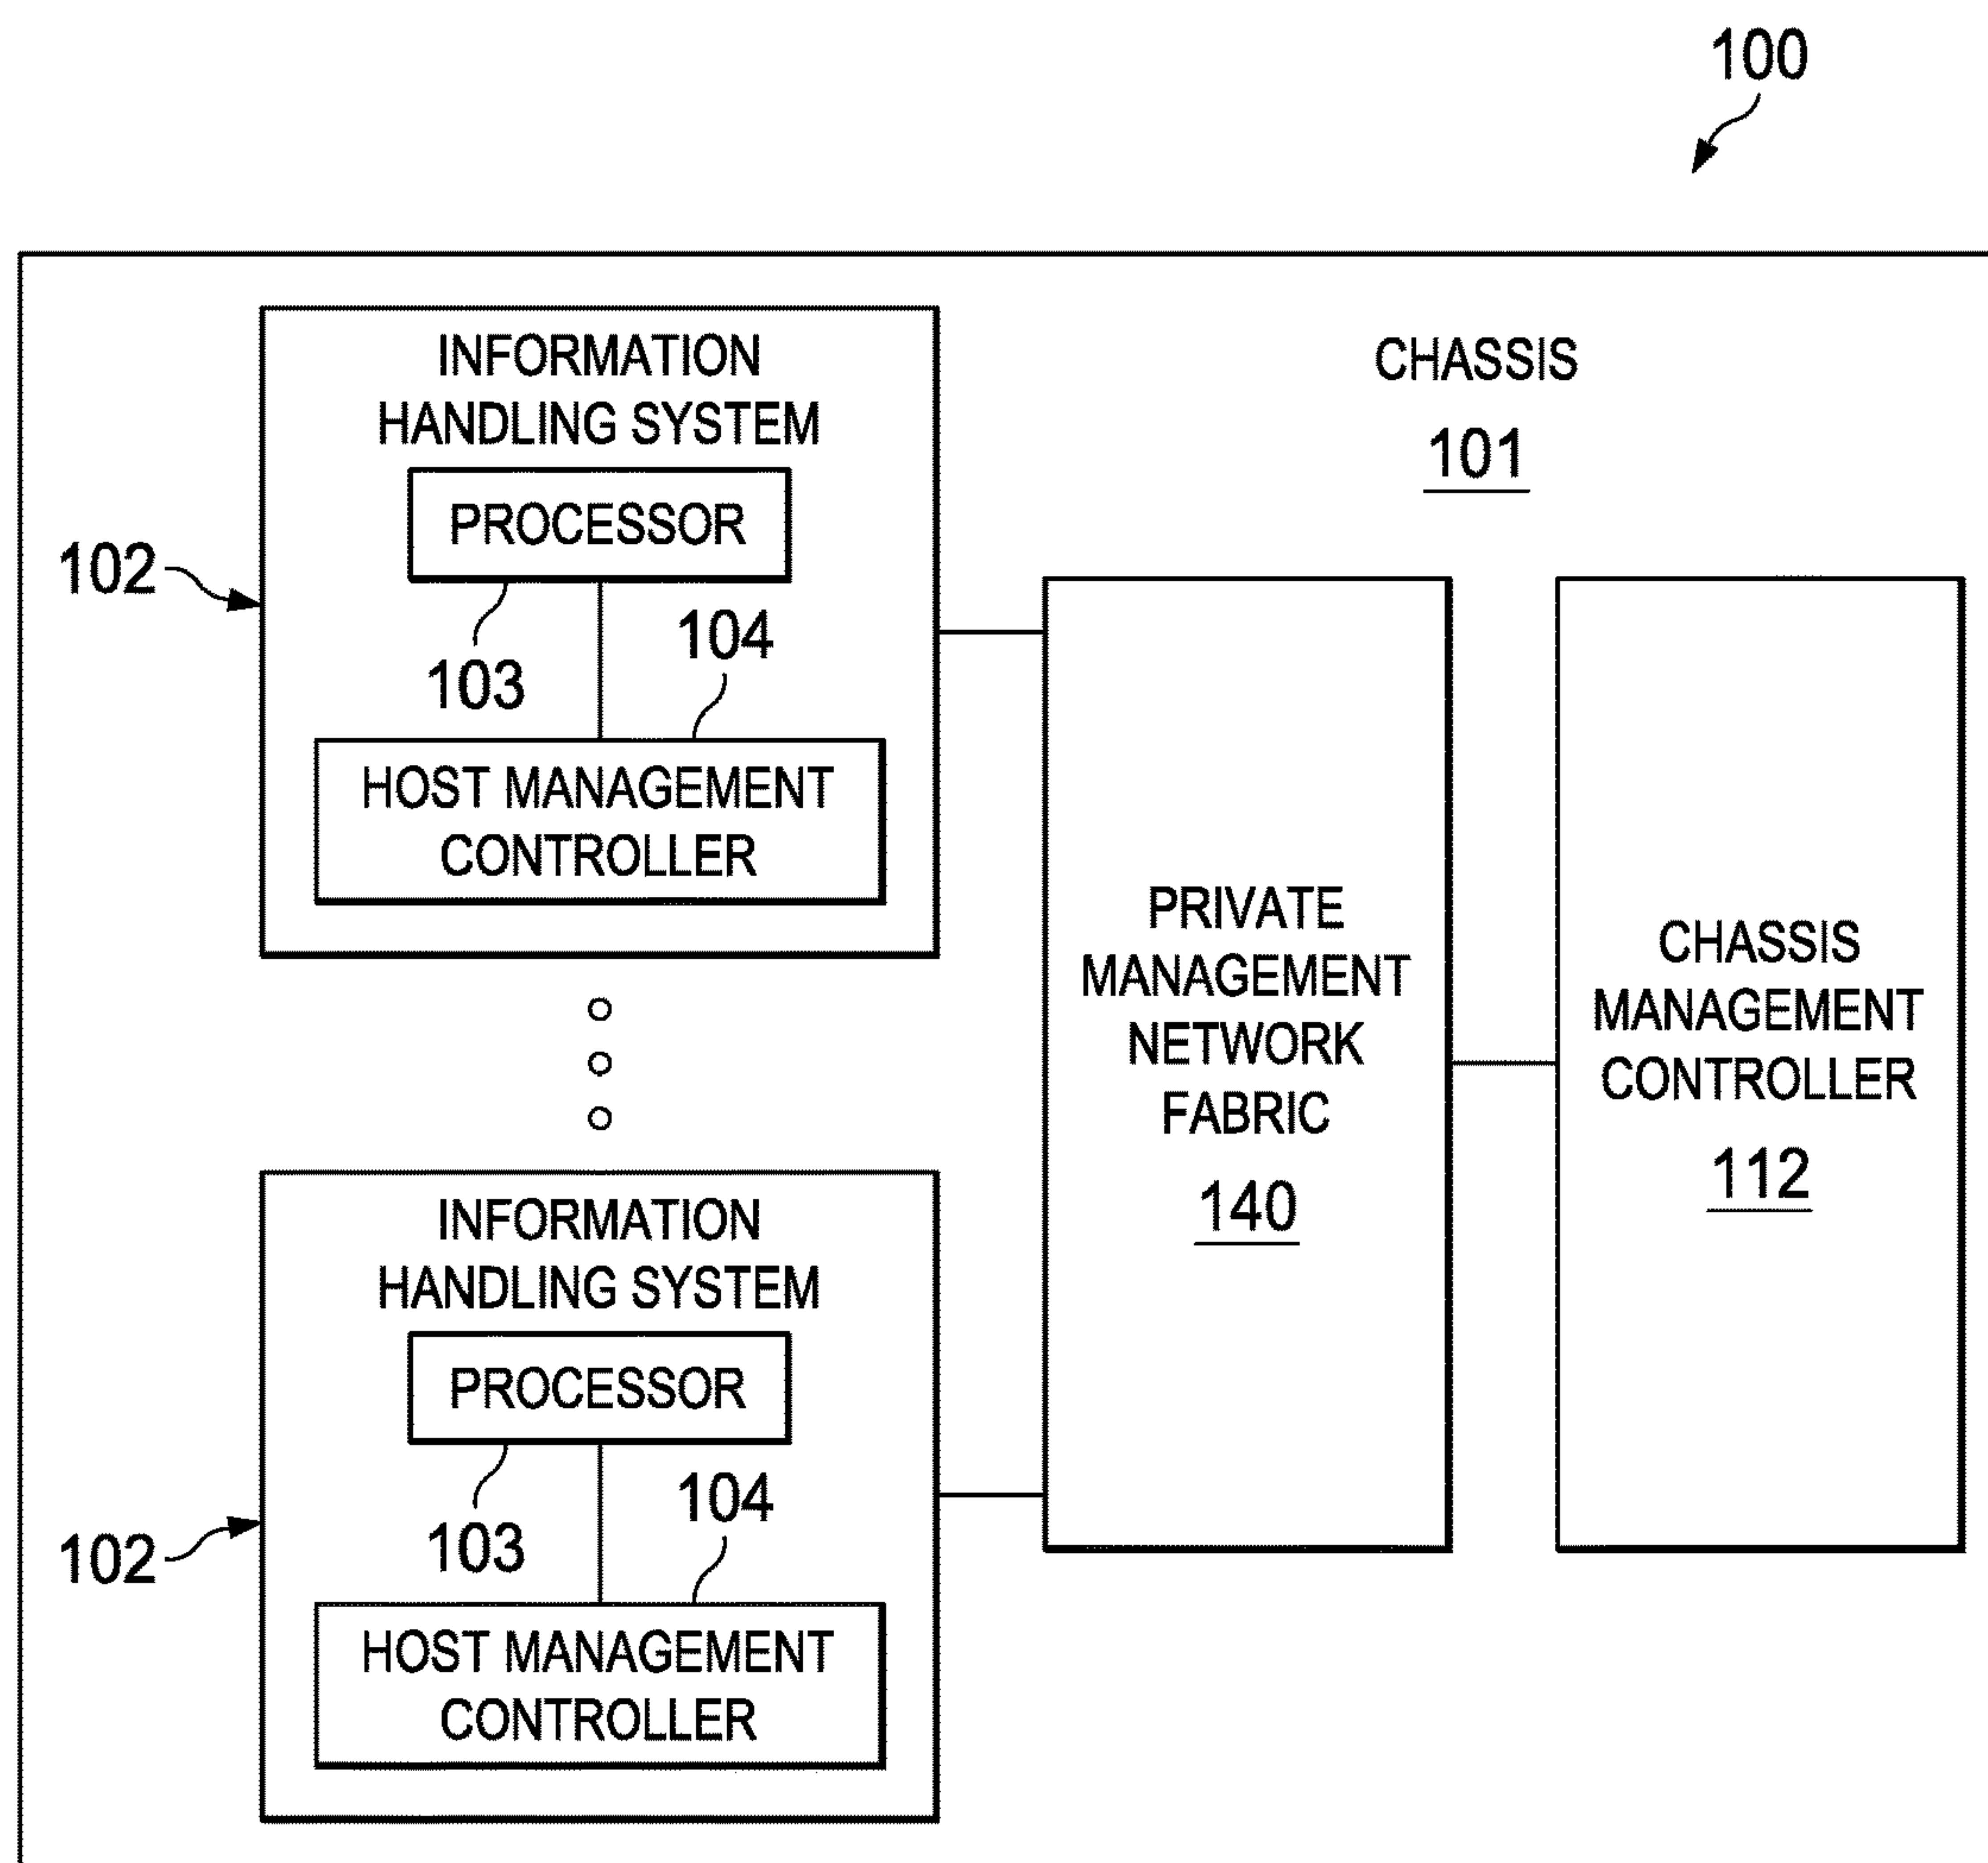 100
INFORMATION
HANDLING SYSTEM
PROCESSOR
102
103
104
HOST MANAGEMENT
CONTROLLER
INFORMATION
HANDLING SYSTEM
PROCESSOR
102
103
104
HOST MANAGEMENT
CONTROLLER
CHASSIS
101
PRIVATE
MANAGEMENT
NETWORK
FABRIC
140
CHASSIS
MANAGEMENT
CONTROLLER
112